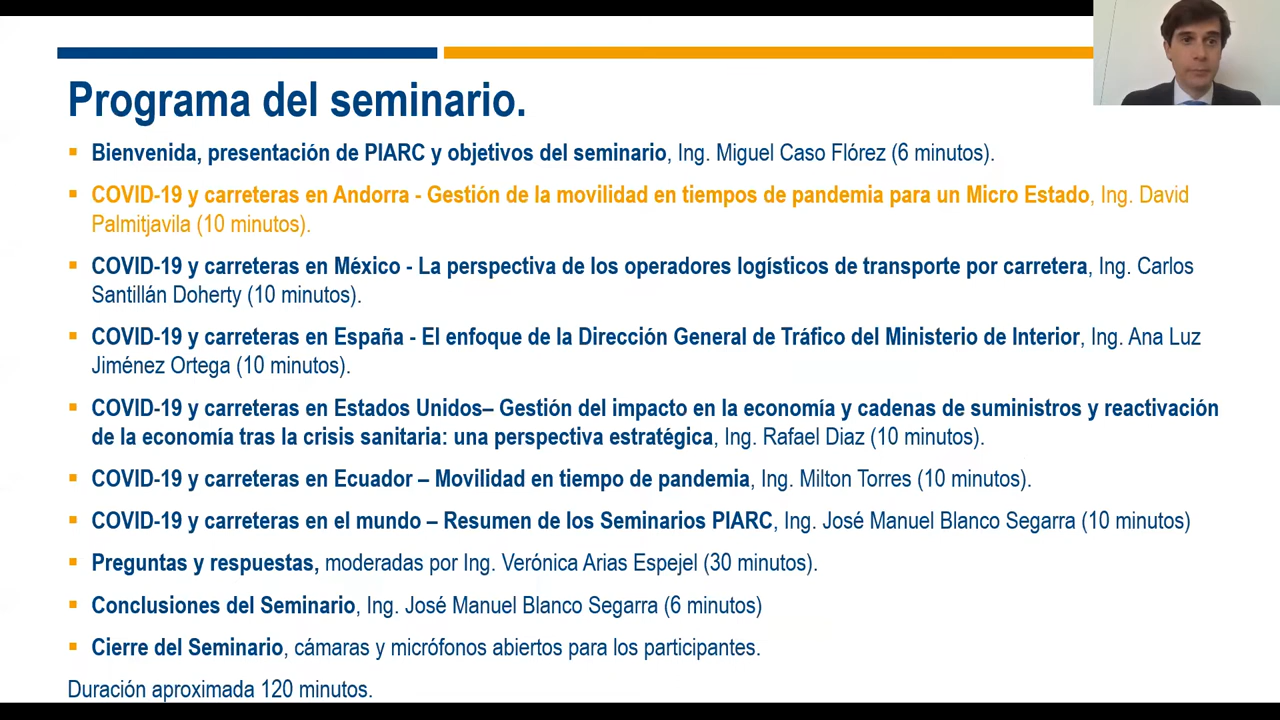 Programa del seminario.
Bienvenida, presentación de PIARC y objetivos del seminario, Ing. Miguel Caso Flórez (6 minutos).
COVID-19 y carreteras en Andorra - Gestión de la movilidad en tiempos de pandemia para un Micro Estado, Ing. David
Palmitjavila (10 minutos).
COVID-19 y carreteras en México - La perspectiva de los operadores logísticos de transporte por carretera, Ing. Carlos
Santillán Doherty (10 minutos).
COVID-19 y carreteras en España - El enfoque de la Dirección General de Tráfico del Ministerio de Interior, Ing. Ana Luz
Jiménez Ortega (10 minutos).
COVID-19 y carreteras en Estados Unidos– Gestión del impacto en la economía y cadenas de suministros y reactivación
de la economía tras la crisis sanitaria: una perspectiva estratégica, Ing. Rafael Diaz (10 minutos).
COVID-19 y carreteras en Ecuador – Movilidad en tiempo de pandemia, Ing. Milton Torres (10 minutos).
COVID-19 y carreteras en el mundo – Resumen de los Seminarios PIARC, Ing. José Manuel Blanco Segarra (10 minutos)
Preguntas y respuestas, moderadas por Ing. Verónica Arias Espejel (30 minutos).
Conclusiones del Seminario, Ing. José Manuel Blanco Segarra (6 minutos)
Cierre del Seminario, cámaras y micrófonos abiertos para los participantes.
Duración aproximada 120 minutos.